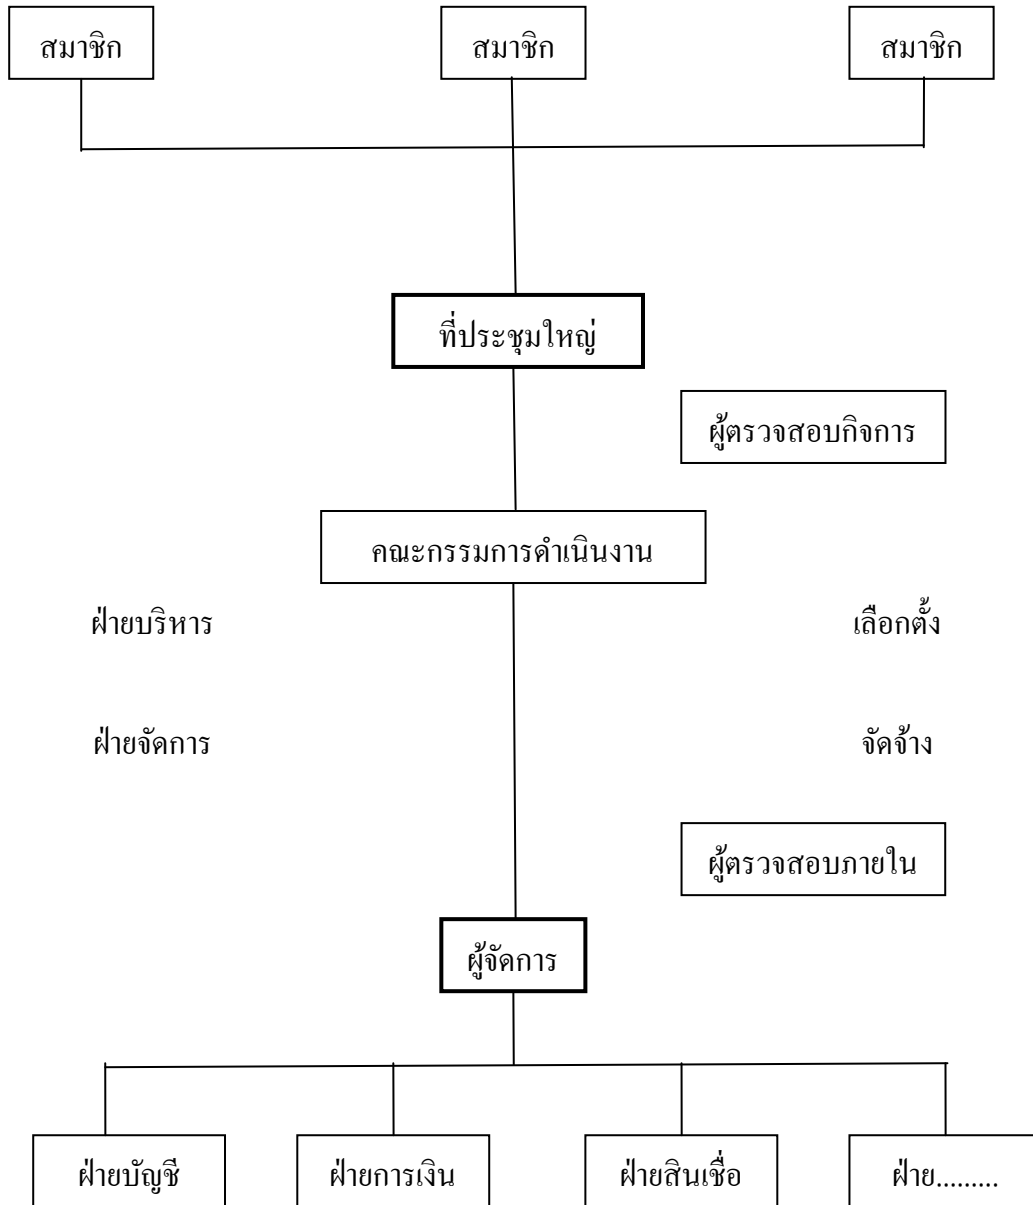 สมาชิก สมาชิก สมาชิก
ที่ประชุมใหญ่
ผู้ตรวจสอบกิจการ
คณะกรรมการดำเนินงาน
ฝ่ายบริหาร เลือกตั้ง
ฝ่ายจัดการ จัดจ้าง
ผู้ตรวจสอบภายใน
ผู้จัดการ
ฝ่ายบัญชี ฝ่ายการเงิน ฝ่ายสินเชื่อ ฝ่าย.........